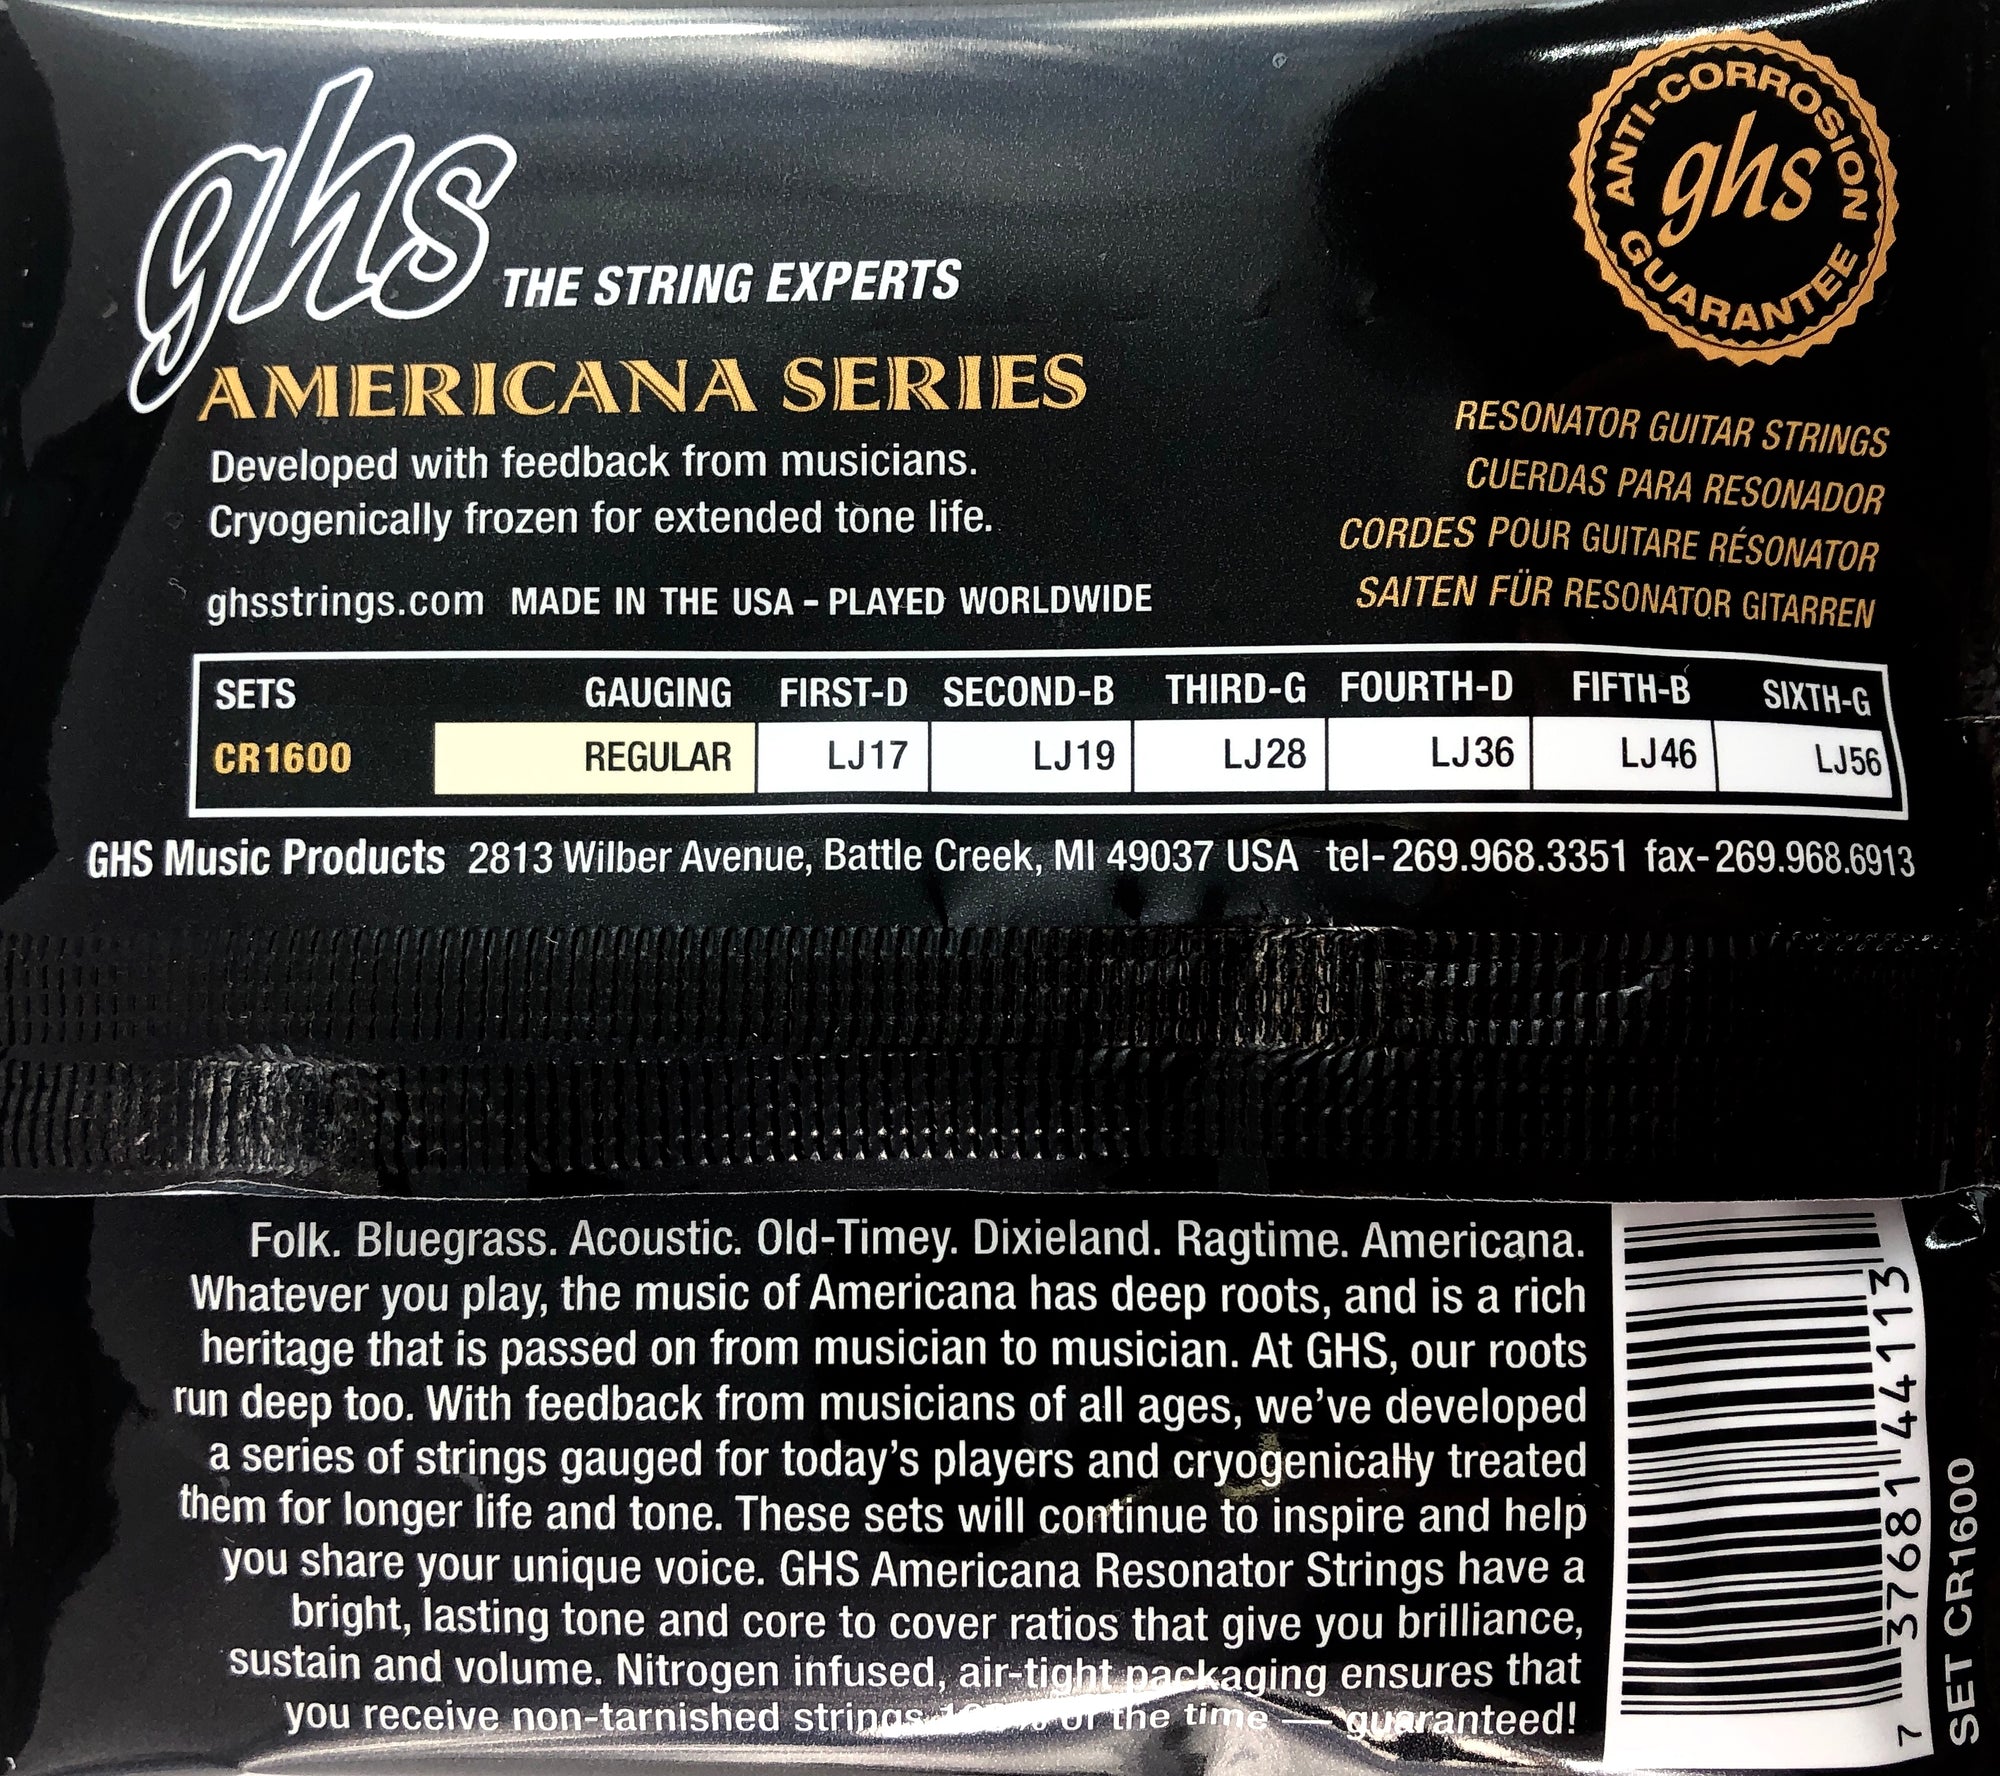 ghs THE STRING EXPERTS
ANTI-CORROSION GUARANTEE
ghs
AMERICANA SERIES
Developed with feedback from musicians.
Cryogenically frozen for extended tone life.
ghsstrings.com MADE IN THE USA - PLAYED WORLDWIDE
RESONATOR GUITAR STRINGS
CUERDAS PARA RESONADOR
CORDES POUR GUITARE RÉSONATOR
SAITEN FÜR RESONATOR GITARREN
SETS GAUGING FIRST-D SECOND-B THIRD-G FOURTH-D FIFTH-B SIXTH-G
CR1600 REGULAR LJ17 LJ19 LJ28 LJ36 LJ46 LJ56
GHS Music Products 2813 Wilber Avenue, Battle Creek, MI 49037 USA tel-269.968.3351 fax-269.968.6913
Folk. Bluegrass. Acoustic. Old-Timey. Dixieland. Ragtime. Americana.
Whatever you play, the music of Americana has deep roots, and is a rich
heritage that is passed on from musician to musician. At GHS, our roots
run deep too. With feedback from musicians of all ages, we've developed
a series of strings gauged for today's players and cryogenically treated
them for longer life and tone. These sets will continue to inspire and help
you share your unique voice. GHS Americana Resonator Strings have a
bright, lasting tone and core to cover ratios that give you brilliance,
sustain and volume. Nitrogen infused, air-tight packaging ensures that
you receive non-tarnished strings of the time — guaranteed!
7 37681 44113
SET CR1600